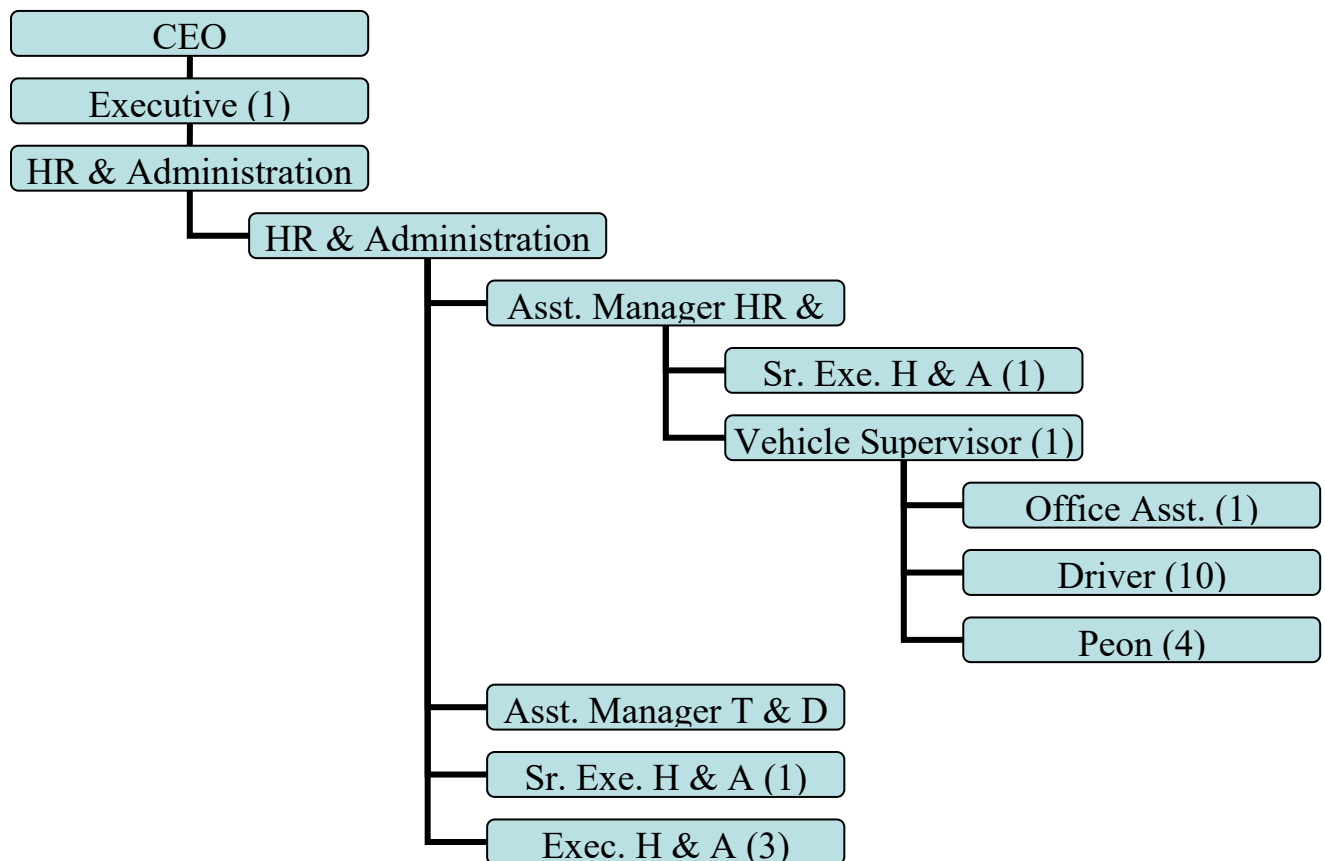 CEO
Executive (1)
HR & Administration
HR & Administration
Asst. Manager HR &
Sr. Exe. H & A (1)
Vehicle Supervisor (1)
Office Asst. (1)
Driver (10)
Peon (4)
Asst. Manager T & D
Sr. Exe. H & A (1)
Exec. H & A (3)